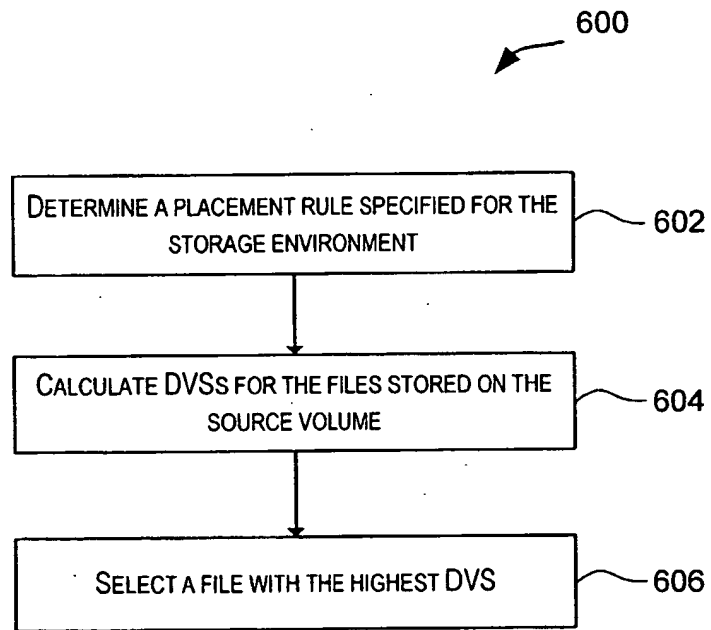 600
DETERMINE A PLACEMENT RULE SPECIFIED FOR THE
STORAGE ENVIRONMENT
602
CALCULATE DVSS FOR THE FILES STORED ON THE
SOURCE VOLUME
604
SELECT A FILE WITH THE HIGHEST DVS
606